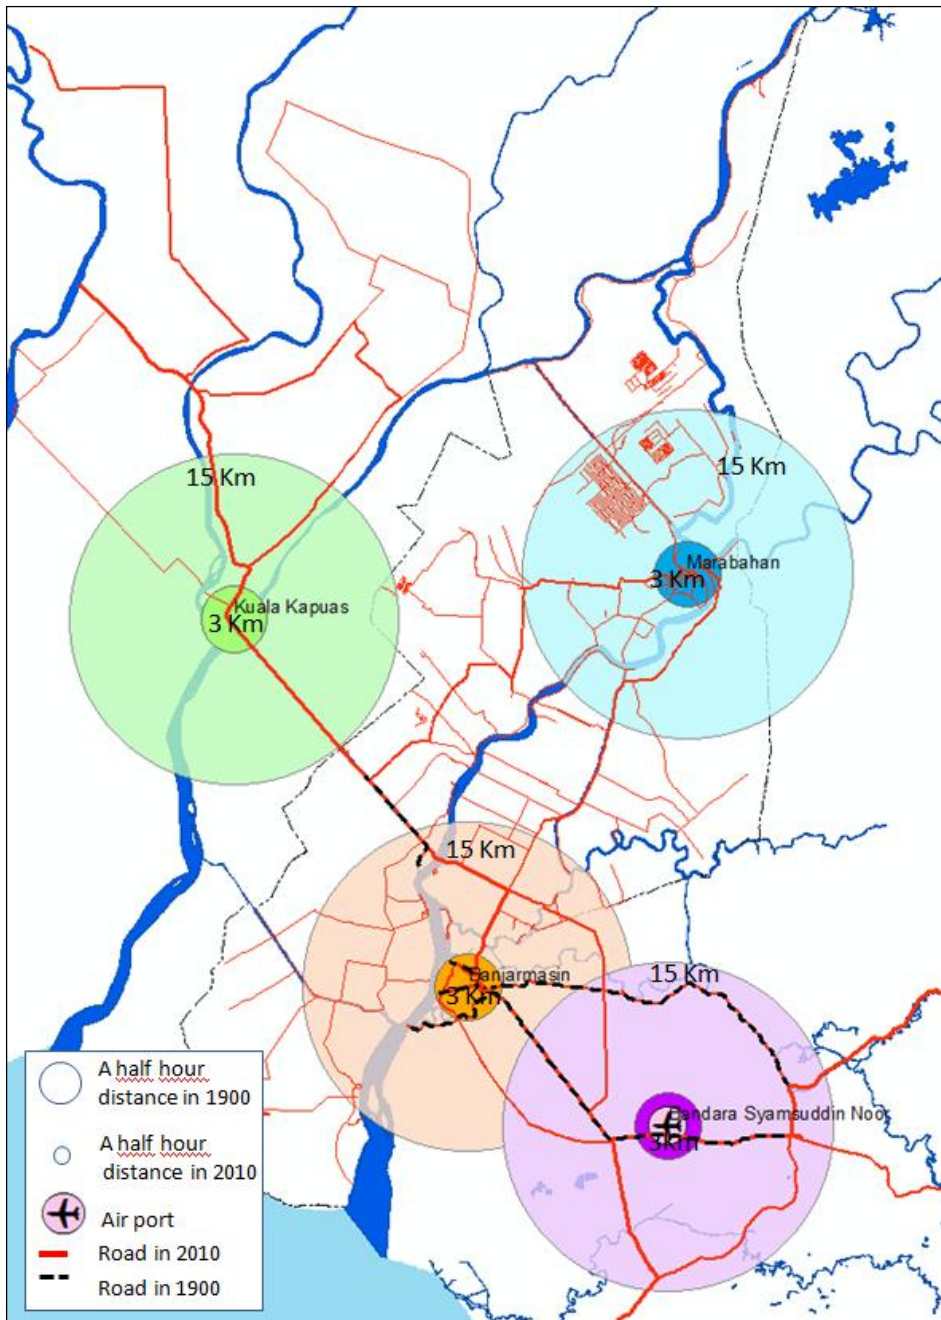 15 Km
15 Km
Marabahan
3 Km
Kuala Kapuas
3 Km
15 Km
Banjarmasin
3 Km
15 Km
Bandara Syamsuddin Noor
3Km
A half hour
distance in 1900
A half hour
distance in 2010
Air port
Road in 2010
Road in 1900